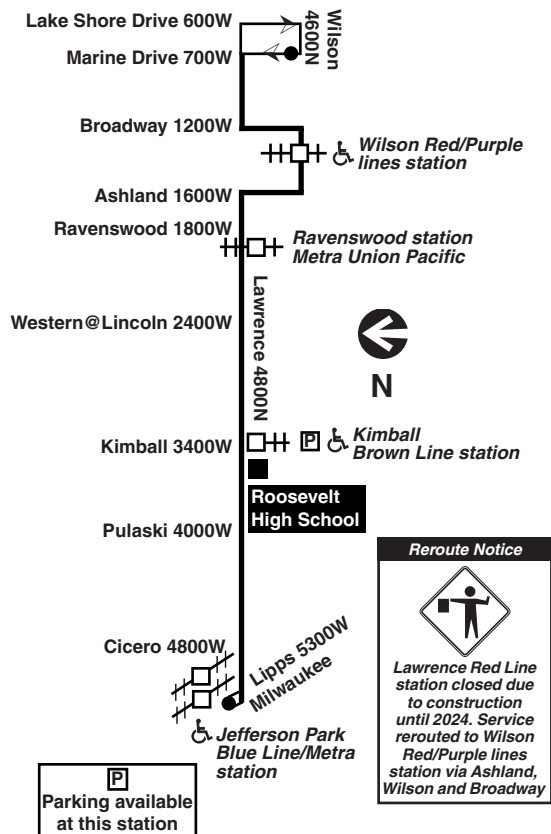 Lake Shore Drive 600W
Wilson
4600N
Marine Drive 700W
Broadway 1200W
Wilson Red/Purple
lines station
Ashland 1600W
Ravenswood 1800W
Ravenswood station
Metra Union Pacific
Lawrence 4800N
Western@Lincoln 2400W
N
Kimball 3400W
P
Kimball
Brown Line station
Roosevelt
High School
Pulaski 4000W
Reroute Notice
Lawrence Red Line
station closed due
to construction
until 2024. Service
rerouted to Wilson
Red/Purple lines
station via Ashland,
Wilson and Broadway
Cicero 4800W
Lipps 5300W
Milwaukee
Jefferson Park
Blue Line/Metra
station
P
Parking available
at this station